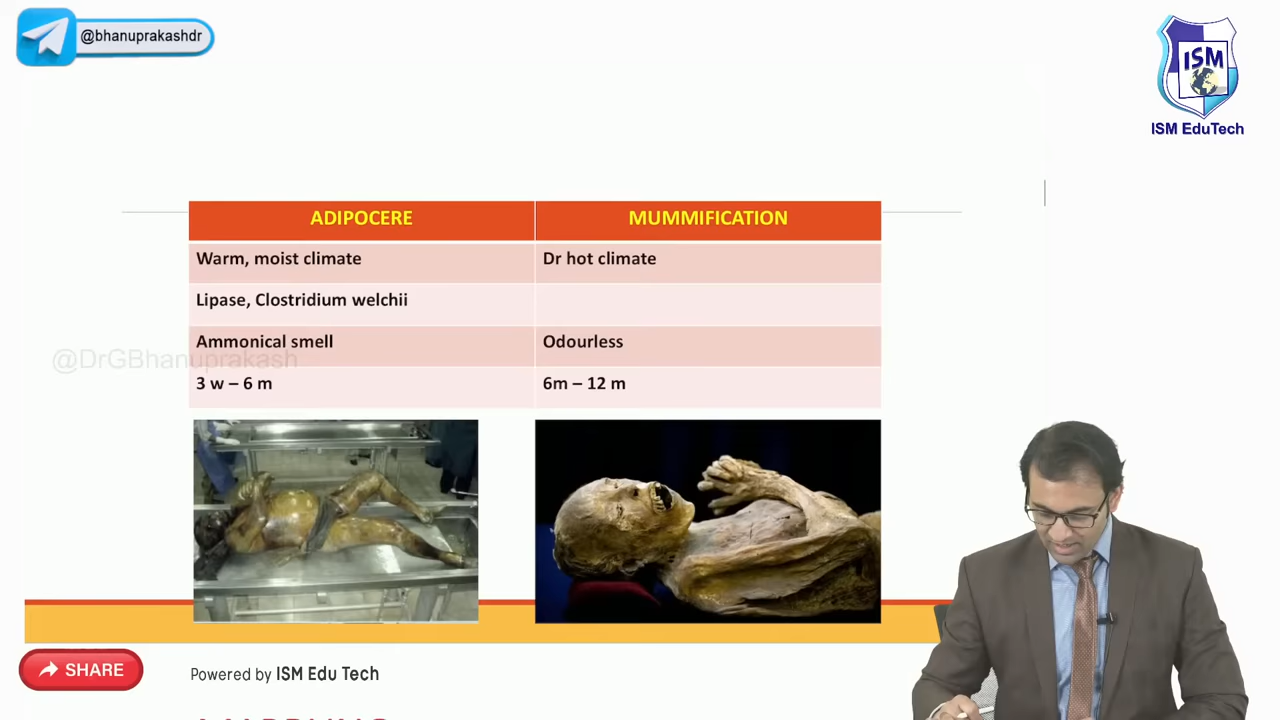 @bhanuprakashdr
ISM
ISM EduTech
ADIPOCERE
MUMMIFICATION
Warm, moist climate
Dr hot climate
Lipase, Clostridium welchii
Ammonical smell
Odourless
@DrGBhanuprakash
3 w – 6 m
6m – 12 m
SHARE
Powered by ISM Edu Tech